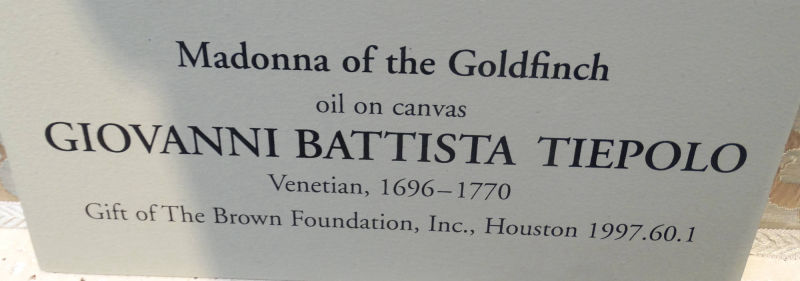 Madonna of the Goldfinch
oil on canvas
GIOVANNI BATTISTA TIEPOLO
Venetian, 1696–1770
Gift of The Brown Foundation, Inc., Houston 1997.60.1